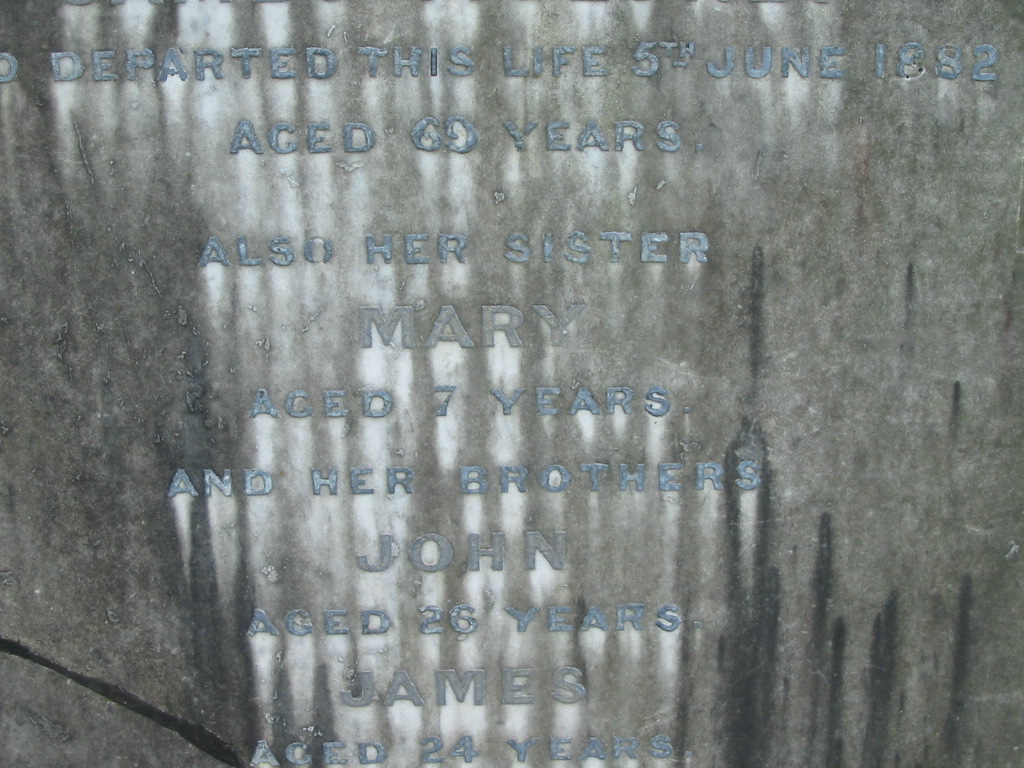 DEPARTED THIS LIFE 5TH JUNE 1882
AGED 69 YEARS.
ALSO HER SISTER
MARY
AGED 7 YEARS.
AND HER BROTHERS
JOHN
AGED 26 YEARS.
JAMES
AGED 24 YEARS.